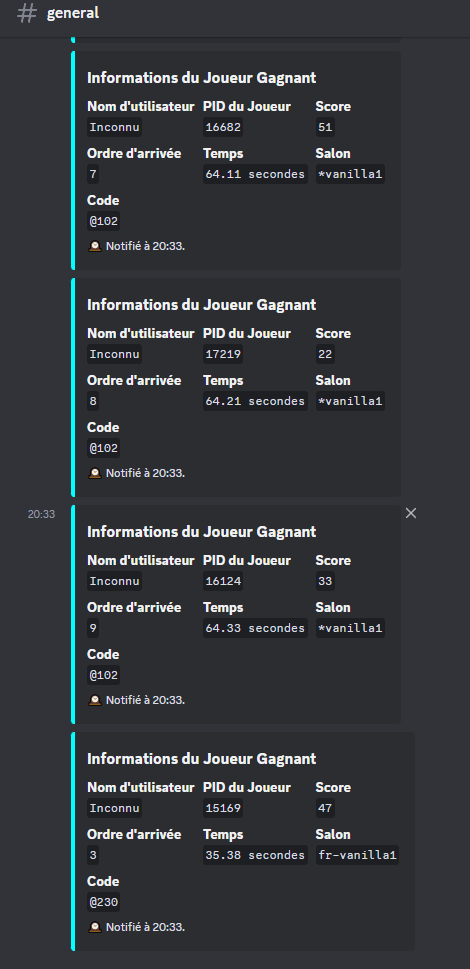 # general
Informations du Joueur Gagnant
Nom d'utilisateur PID du Joueur Score
Inconnu 16682 51
Ordre d'arrivée Temps Salon
7 64.11 secondes *vanilla1
Code
@102
Notifié à 20:33.
Informations du Joueur Gagnant
Nom d'utilisateur PID du Joueur Score
Inconnu 17219 22
Ordre d'arrivée Temps Salon
8 64.21 secondes *vanilla1
Code
@102
Notifié à 20:33.
20:33
Informations du Joueur Gagnant
Nom d'utilisateur PID du Joueur Score
Inconnu 16124 33
Ordre d'arrivée Temps Salon
9 64.33 secondes *vanilla1
Code
@102
Notifié à 20:33.
Informations du Joueur Gagnant
Nom d'utilisateur PID du Joueur Score
Inconnu 15169 47
Ordre d'arrivée Temps Salon
3 35.38 secondes fr-vanilla1
Code
@230
Notifié à 20:33.